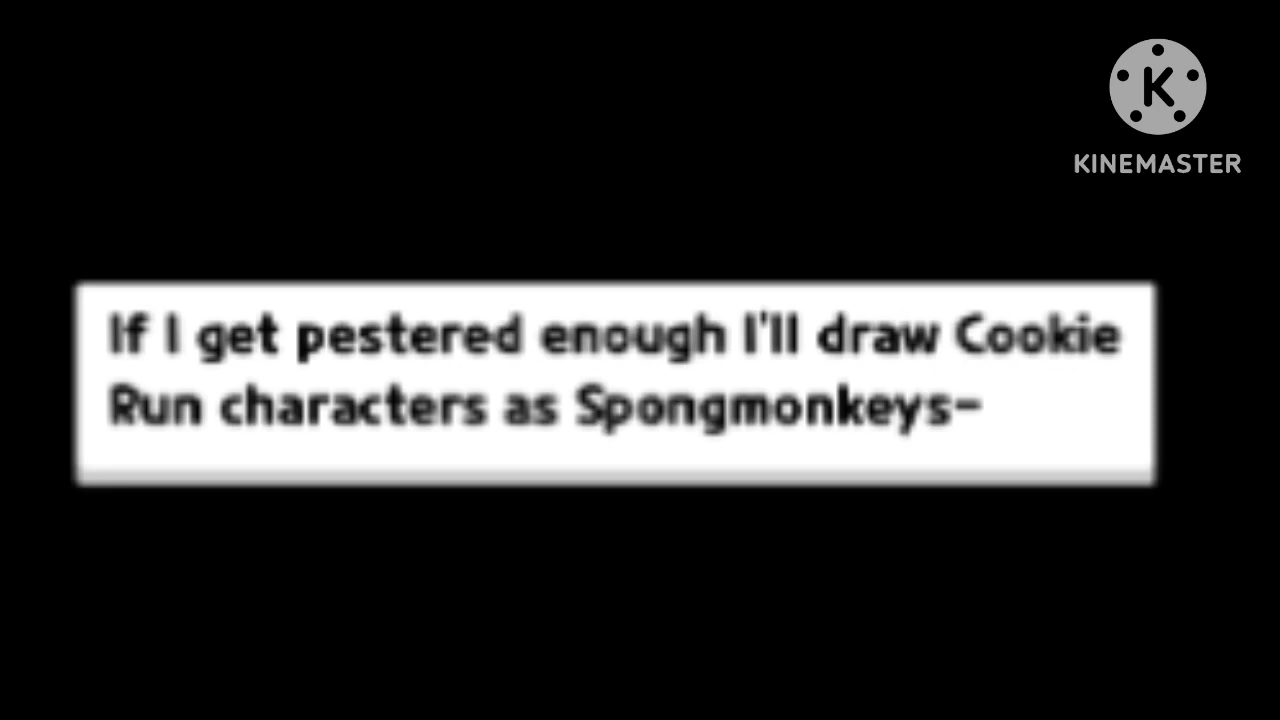 K
KINEMASTER
If I get pestered enough I'll draw Cookie
Run characters as Spongmonkeys-